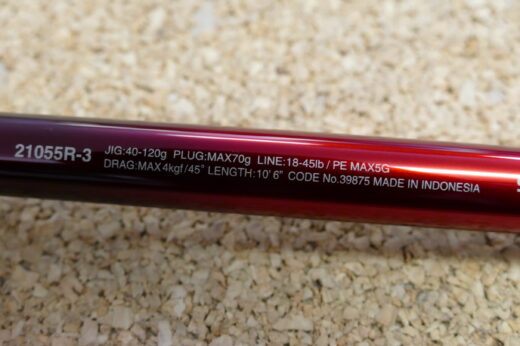 21055R-3 JIG:40-120g PLUG:MAX70g LINE:18-45lb / PE MAX5G
DRAG:MAX4kgf/45° LENGTH:10' 6" CODE No.39875 MADE IN INDONESIA